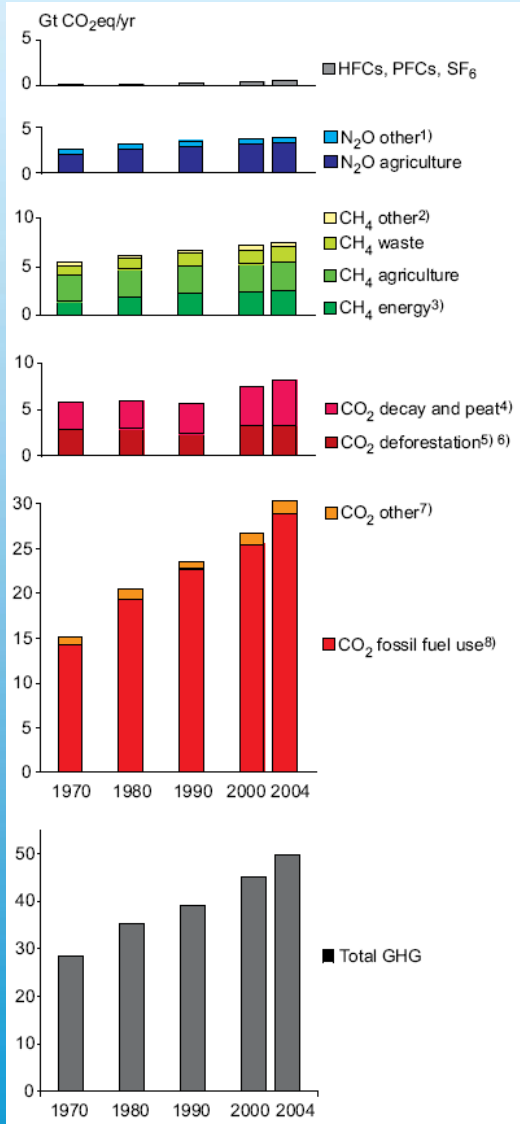 Gt CO₂eq/yr
5
0
HFCs, PFCs, SF₆
5
0
N₂O other¹⁾
N₂O agriculture
10
5
0
CH₄ other²⁾
CH₄ waste
CH₄ agriculture
CH₄ energy³⁾
10
5
0
CO₂ decay and peat⁴⁾
CO₂ deforestation⁵⁾ ⁶⁾
30
25
20
15
10
5
0
CO₂ other⁷⁾
CO₂ fossil fuel use⁸⁾
1970 1980 1990 2000 2004
50
40
30
20
10
0
Total GHG
1970 1980 1990 2000 2004